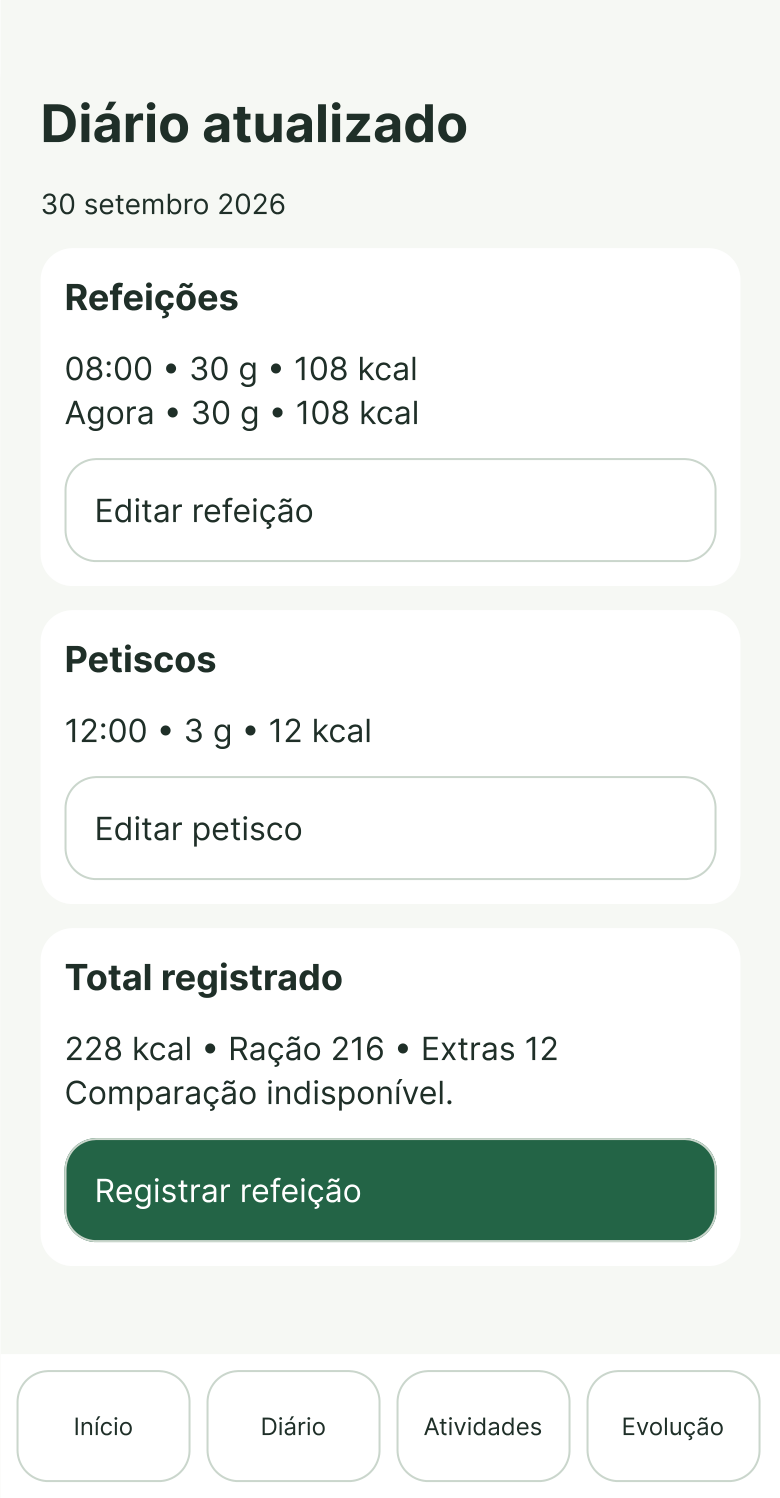 Diário atualizado
30 setembro 2026
Refeições
08:00 • 30 g • 108 kcal
Agora • 30 g • 108 kcal
Editar refeição
Petiscos
12:00 • 3 g • 12 kcal
Editar petisco
Total registrado
228 kcal • Ração 216 • Extras 12
Comparação indisponível.
Registrar refeição
Início
Diário
Atividades
Evolução